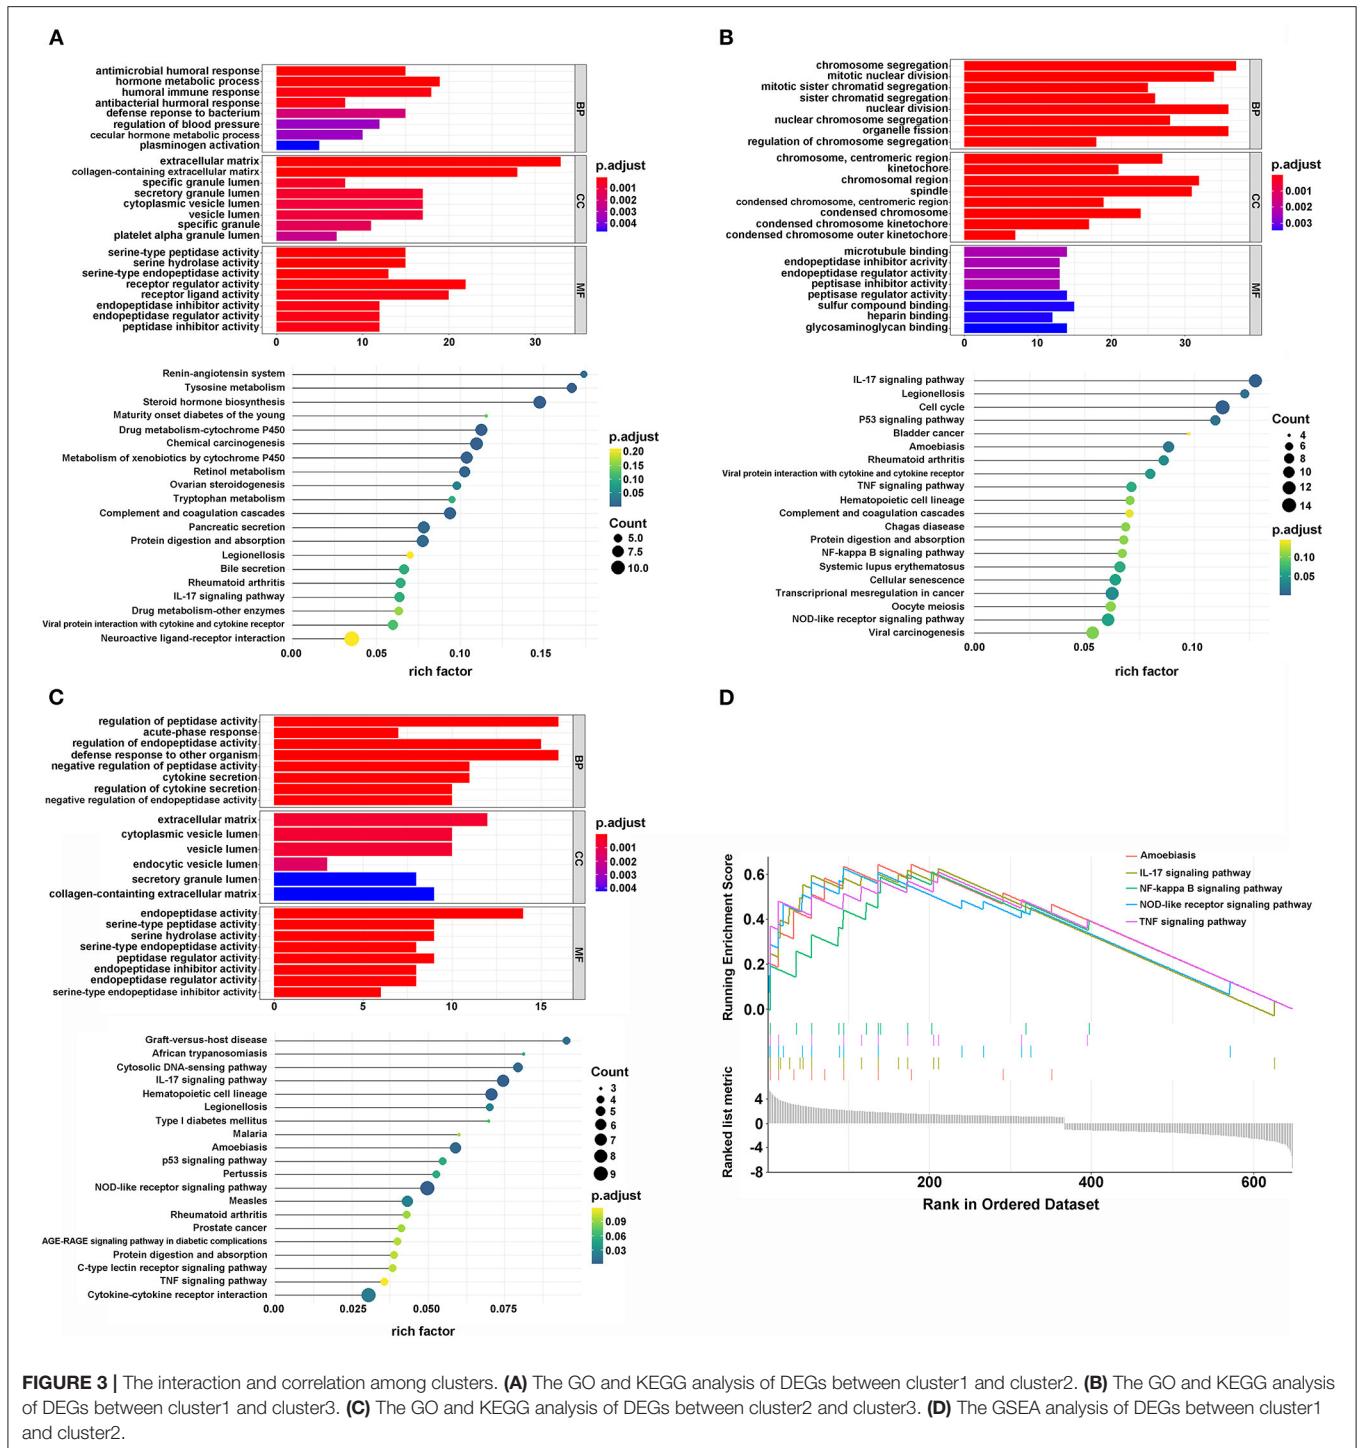 A
antimicrobial humoral response
hormone metabolic process
humoral immune response
antibacterial hurmoral response
defense reponse to bacterium
regulation of blood pressure
cecular hormone metabolic process
plasminogen activation
BP
extracellular matrix
collagen-containing extracellular matirx
specific granule lumen
secretory granule lumen
cytoplasmic vesicle lumen
vesicle lumen
specific granule
platelet alpha granule lumen
CC
serine-type peptidase activity
serine hydrolase activity
serine-type endopeptidase activity
receptor regulator activity
receptor ligand activity
endopeptidase inhibitor activity
endopeptidase regulator activity
peptidase inhibitor activity
MF
0 10 20 30
p.adjust
0.001
0.002
0.003
0.004
Renin-angiotensin system
Tysosine metabolism
Steroid hormone biosynthesis
Maturity onset diabetes of the young
Drug metabolism-cytochrome P450
Chemical carcinogenesis
Metabolism of xenobiotics by cytochrome P450
Retinol metabolism
Ovarian steroidogenesis
Tryptophan metabolism
Complement and coagulation cascades
Pancreatic secretion
Protein digestion and absorption
Legionellosis
Bile secretion
Rheumatoid arthritis
IL-17 signaling pathway
Drug metabolism-other enzymes
Viral protein interaction with cytokine and cytokine receptor
Neuroactive ligand-receptor interaction
0.00 0.05 0.10 0.15
rich factor
p.adjust
0.20
0.15
0.10
0.05
Count
5.0
7.5
10.0
B
chromosome segregation
mitotic nuclear division
mitotic sister chromatid segregation
sister chromatid segregation
nuclear division
nuclear chromosome segregation
organelle fission
regulation of chromosome segregation
BP
chromosome, centromeric region
kinetochore
chromosomal region
spindle
condensed chromosome, centromeric region
condensed chromosome
condensed chromosome kinetochore
condensed chromosome outer kinetochore
CC
microtubule binding
endopeptidase inhibitor acrivity
endopeptidase regulator activity
peptisase inhibitor activity
peptisase regulator activity
sulfur compound binding
heparin binding
glycosaminoglycan binding
MF
0 10 20 30
p.adjust
0.001
0.002
0.003
IL-17 signaling pathway
Legionellosis
Cell cycle
P53 signaling pathway
Bladder cancer
Amoebiasis
Rheumatoid arthritis
Viral protein interaction with cytokine and cytokine receptor
TNF signaling pathway
Hematopoietic cell lineage
Complement and coagulation cascades
Chagas disease
Protein digestion and absorption
NF-kappa B signaling pathway
Systemic lupus erythematosus
Cellular senescence
Transcriprional mesregulation in cancer
Oocyte meiosis
NOD-like receptor signaling pathway
Viral carcinogenesis
0.00 0.05 0.10
rich factor
Count
4
6
8
10
12
14
p.adjust
0.10
0.05
C
regulation of peptidase activity
acute-phase response
regulation of endopeptidase activity
defense response to other organism
negative regulation of peptidase activity
cytokine secretion
regulation of cytokine secretion
negative regulation of endopeptidase activity
BP
extracellular matrix
cytoplasmic vesicle lumen
vesicle lumen
endocytic vesicle lumen
secretory granule lumen
collagen-containting extracellular matrix
CC
endopeptidase activity
serine-type peptidase activity
serine hydrolase activity
serine-type endopeptidase activity
peptidase regulator activity
endopeptidase inhibitor activity
endopeptidase regulator activity
serine-type endopeptidase inhibitor activity
MF
0 5 10 15
p.adjust
0.001
0.002
0.003
0.004
Graft-versus-host disease
African trypanosomiasis
Cytosolic DNA-sensing pathway
IL-17 signaling pathway
Hematopoietic cell lineage
Legionellosis
Type I diabetes mellitus
Malaria
Amoebiasis
p53 signaling pathway
Pertussis
NOD-like receptor signaling pathway
Measles
Rheumatoid arthritis
Prostate cancer
AGE-RAGE signaling pathway in diabetic complications
Protein digestion and absorption
C-type lectin receptor signaling pathway
TNF signaling pathway
Cytokine-cytokine receptor interaction
0.00 0.025 0.050 0.075
rich factor
Count
3
4
5
6
7
8
9
p.adjust
0.09
0.06
0.03
D
Running Enrichment Score
0.6
0.4
0.2
0.0
Amoebiasis
IL-17 signaling pathway
NF-kappa B signaling pathway
NOD-like receptor signaling pathway
TNF signaling pathway
Ranked list metric
4
0
-4
-8
200 400 600
Rank in Ordered Dataset
FIGURE 3 | The interaction and correlation among clusters. (A) The GO and KEGG analysis of DEGs between cluster1 and cluster2. (B) The GO and KEGG analysis
of DEGs between cluster1 and cluster3. (C) The GO and KEGG analysis of DEGs between cluster2 and cluster3. (D) The GSEA analysis of DEGs between cluster1
and cluster2.